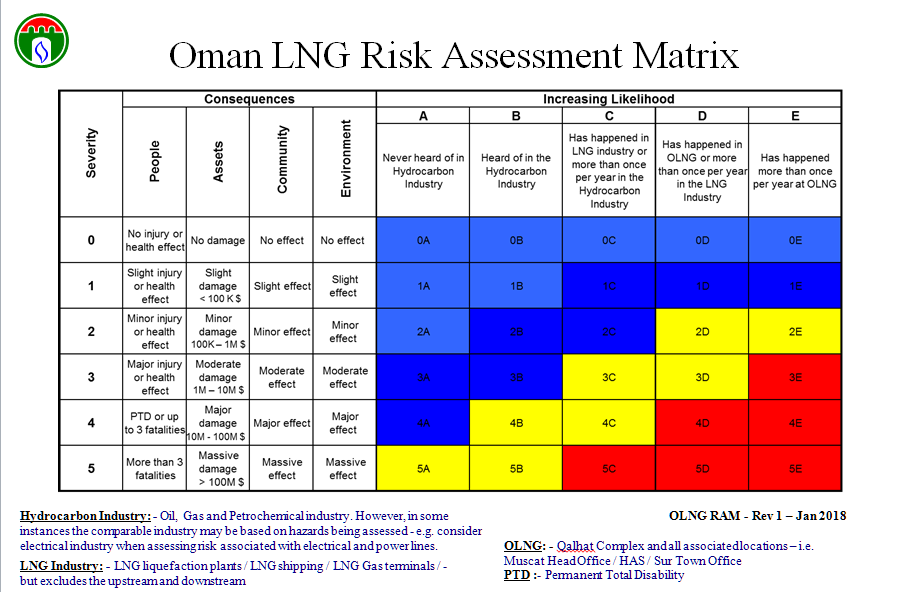 Oman LNG Risk Assessment Matrix
Severity
Consequences
Increasing Likelihood
People
Assets
Community
Environment
A
B
C
D
E
Never heard of in
Hydrocarbon
Industry
Heard of in the
Hydrocarbon
Industry
Has happened in
LNG industry or
more than once
per year in the
Hydrocarbon
Industry
Has happened in
OLNG or more
than once per year
in the LNG
Industry
Has happened
more than once
per year at OLNG
0
No injury or
health effect
No damage
No effect
No effect
0A
0B
0C
0D
0E
1
Slight injury
or health
effect
Slight
damage
< 100 K $
Slight effect
Slight
effect
1A
1B
1C
1D
1E
2
Minor injury
or health
effect
Minor
damage
100K – 1M $
Minor effect
Minor
effect
2A
2B
2C
2D
2E
3
Major injury
or health
effect
Moderate
damage
1M – 10M $
Moderate
effect
Moderate
effect
3A
3B
3C
3D
3E
4
PTD or up
to 3 fatalities
Major
damage
10M - 100M $
Major effect
Major
effect
4A
4B
4C
4D
4E
5
More than 3
fatalities
Massive
damage
> 100M $
Massive
effect
Massive
effect
5A
5B
5C
5D
5E
Hydrocarbon Industry: - Oil, Gas and Petrochemical industry. However, in some
instances the comparable industry may be based on hazards being assessed - e.g. consider
electrical industry when assessing risk associated with electrical and power lines.
LNG Industry: - LNG liquefaction plants / LNG shipping / LNG Gas terminals / -
but excludes the upstream and downstream
OLNG RAM - Rev 1 – Jan 2018
OLNG: - Qalhat Complex and all associated locations – i.e.
Muscat Head Office / HAS / Sur Town Office
PTD :- Permanent Total Disability